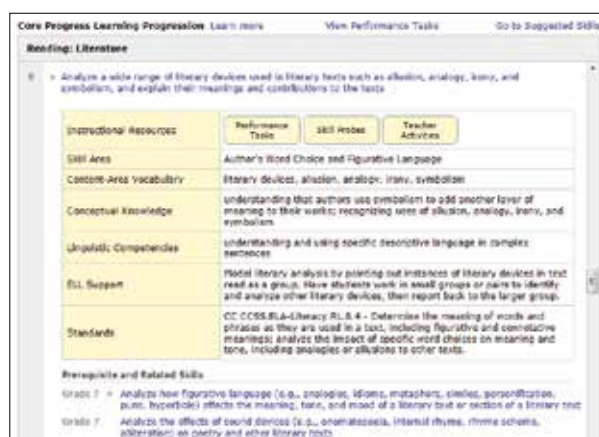 Core Progress Learning Progression Learn more View Performance Tasks Go to Suggested Skills
Reading: Literature
8 » Analyze a wide range of literary devices used in literary texts such as allusion, analogy, irony, and
symbolism, and explain their meanings and contributions to the texts
Instructional Resources
Performance
Tasks
Skill Probes
Teacher
Activities
Skill Area
Author's Word Choice and Figurative Language
Content-Area Vocabulary
literary devices, allusion, analogy, irony, symbolism
Conceptual Knowledge
understanding that authors use symbolism to add another layer of
meaning to their works; recognizing uses of allusion, analogy, irony, and
symbolism
Linguistic Competencies
understanding and using specific descriptive language in complex
sentences
ELL Support
Model literary analysis by pointing out instances of literary devices in text
read as a group. Have students work in small groups or pairs to identify
and analyze other literary devices, then report back to the larger group.
Standards
CC CCSS.ELA-Literacy RL.8.4 - Determine the meaning of words and
phrases as they are used in a text, including figurative and connotative
meanings; analyze the impact of specific word choices on meaning and
tone, including analogies or allusions to other texts.
Prerequisite and Related Skills
Grade 7 » Analyze how figurative language (e.g., analogies, idioms, metaphors, similes, personification,
puns, hyperbole) affects the meaning, tone, and mood of a literary text or section of a literary text
Grade 7 Analyze the effects of sound devices (e.g., onomatopoeia, internal rhyme, rhyme scheme,
alliteration) on poetry and other literary texts